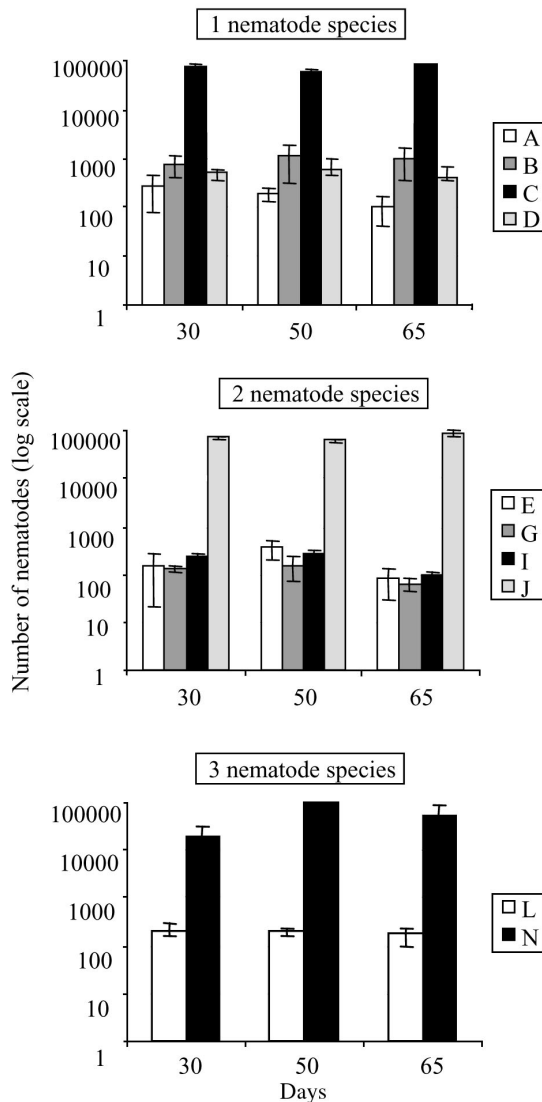 1 nematode species
100000
10000
1000
100
10
1
30 50 65
A
B
C
D
Number of nematodes (log scale)
2 nematode species
100000
10000
1000
100
10
1
30 50 65
E
G
I
J
3 nematode species
100000
10000
1000
100
10
1
30 50 65
Days
L
N